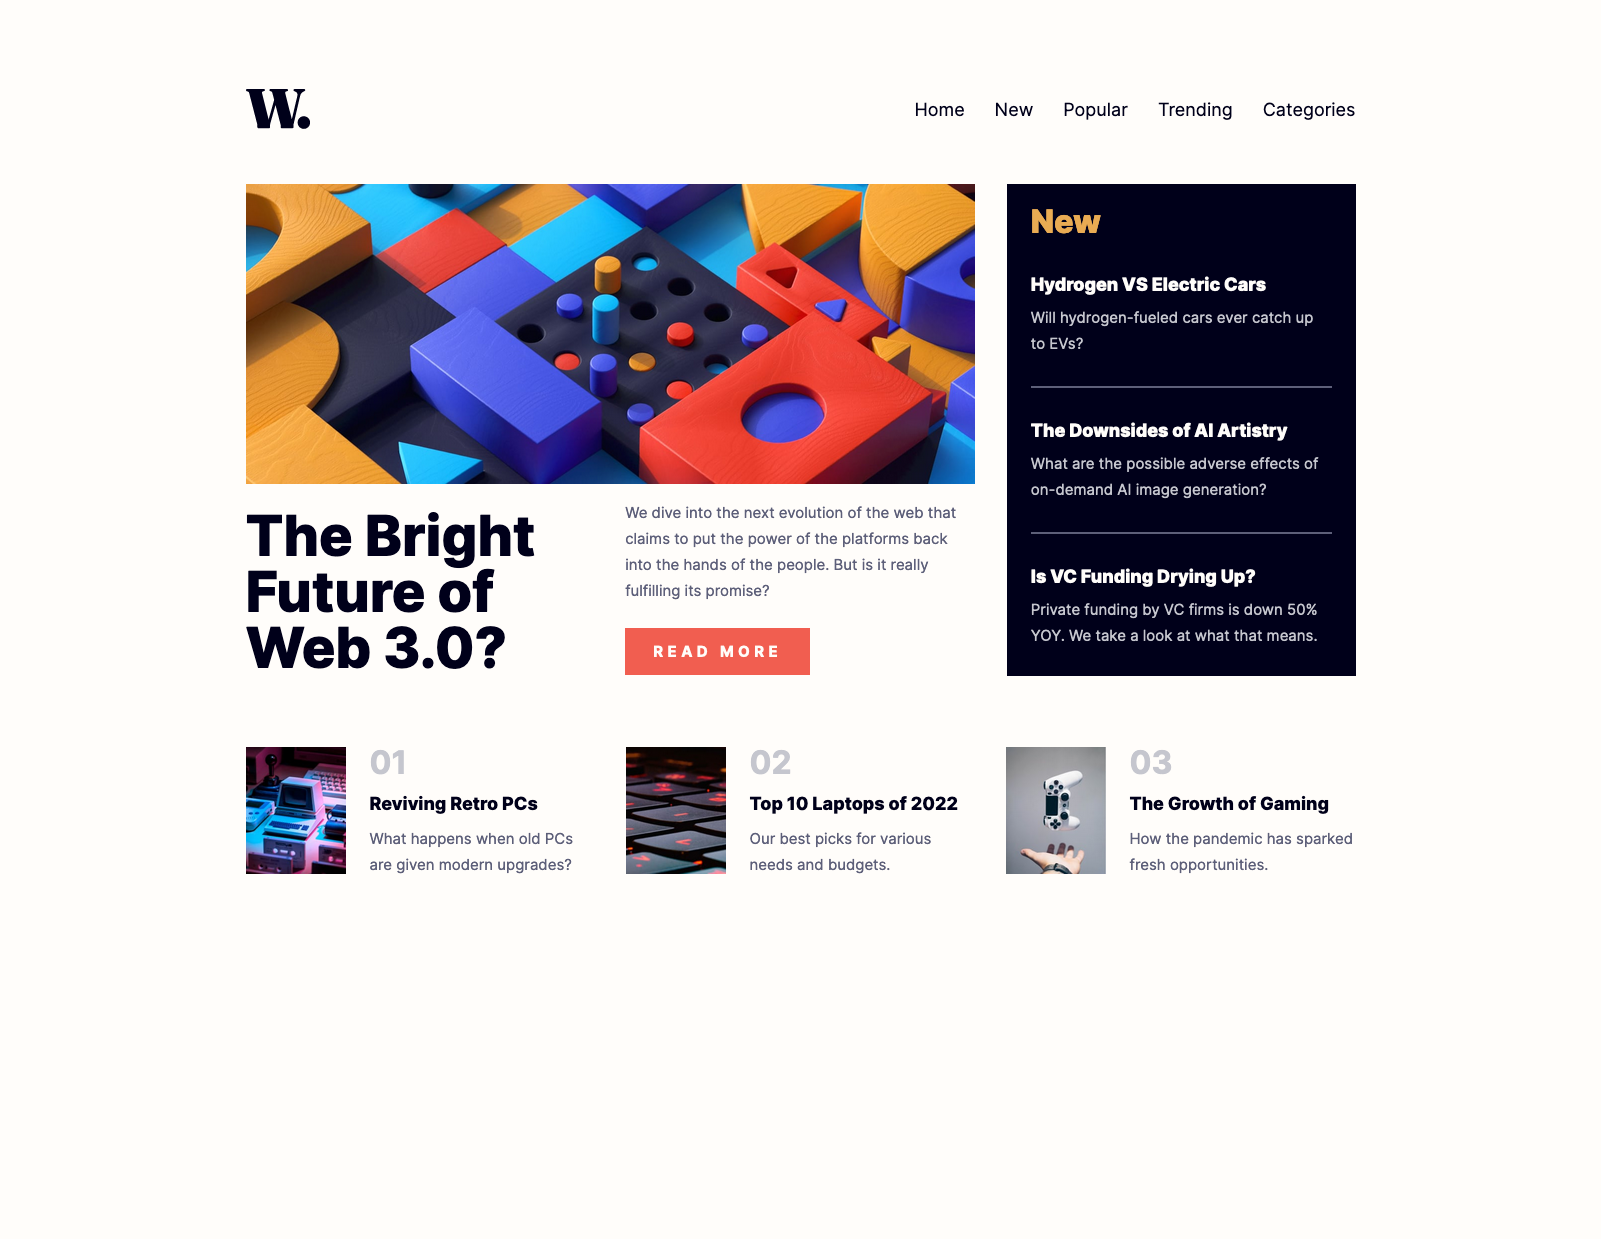 W.
Home New Popular Trending Categories
The Bright
Future of
Web 3.0?
We dive into the next evolution of the web that
claims to put the power of the platforms back
into the hands of the people. But is it really
fulfilling its promise?
READ MORE
New
Hydrogen VS Electric Cars
Will hydrogen-fueled cars ever catch up
to EVs?
The Downsides of AI Artistry
What are the possible adverse effects of
on-demand AI image generation?
Is VC Funding Drying Up?
Private funding by VC firms is down 50%
YOY. We take a look at what that means.
01
Reviving Retro PCs
What happens when old PCs
are given modern upgrades?
02
Top 10 Laptops of 2022
Our best picks for various
needs and budgets.
03
The Growth of Gaming
How the pandemic has sparked
fresh opportunities.